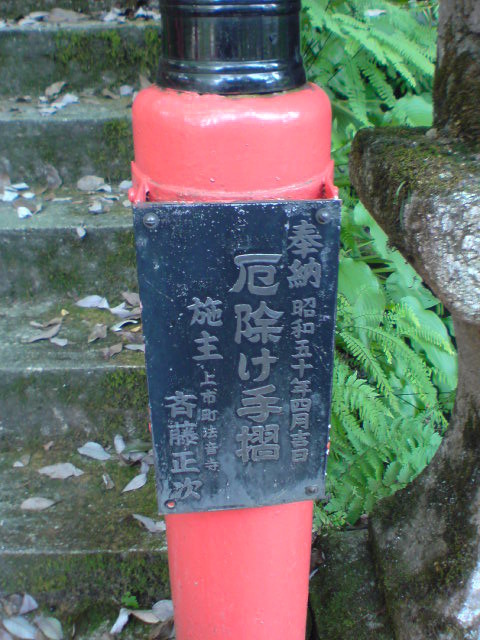 奉納 昭和五十年四月吉日
厄除け手摺
施主 上市町法音寺
斉藤正次